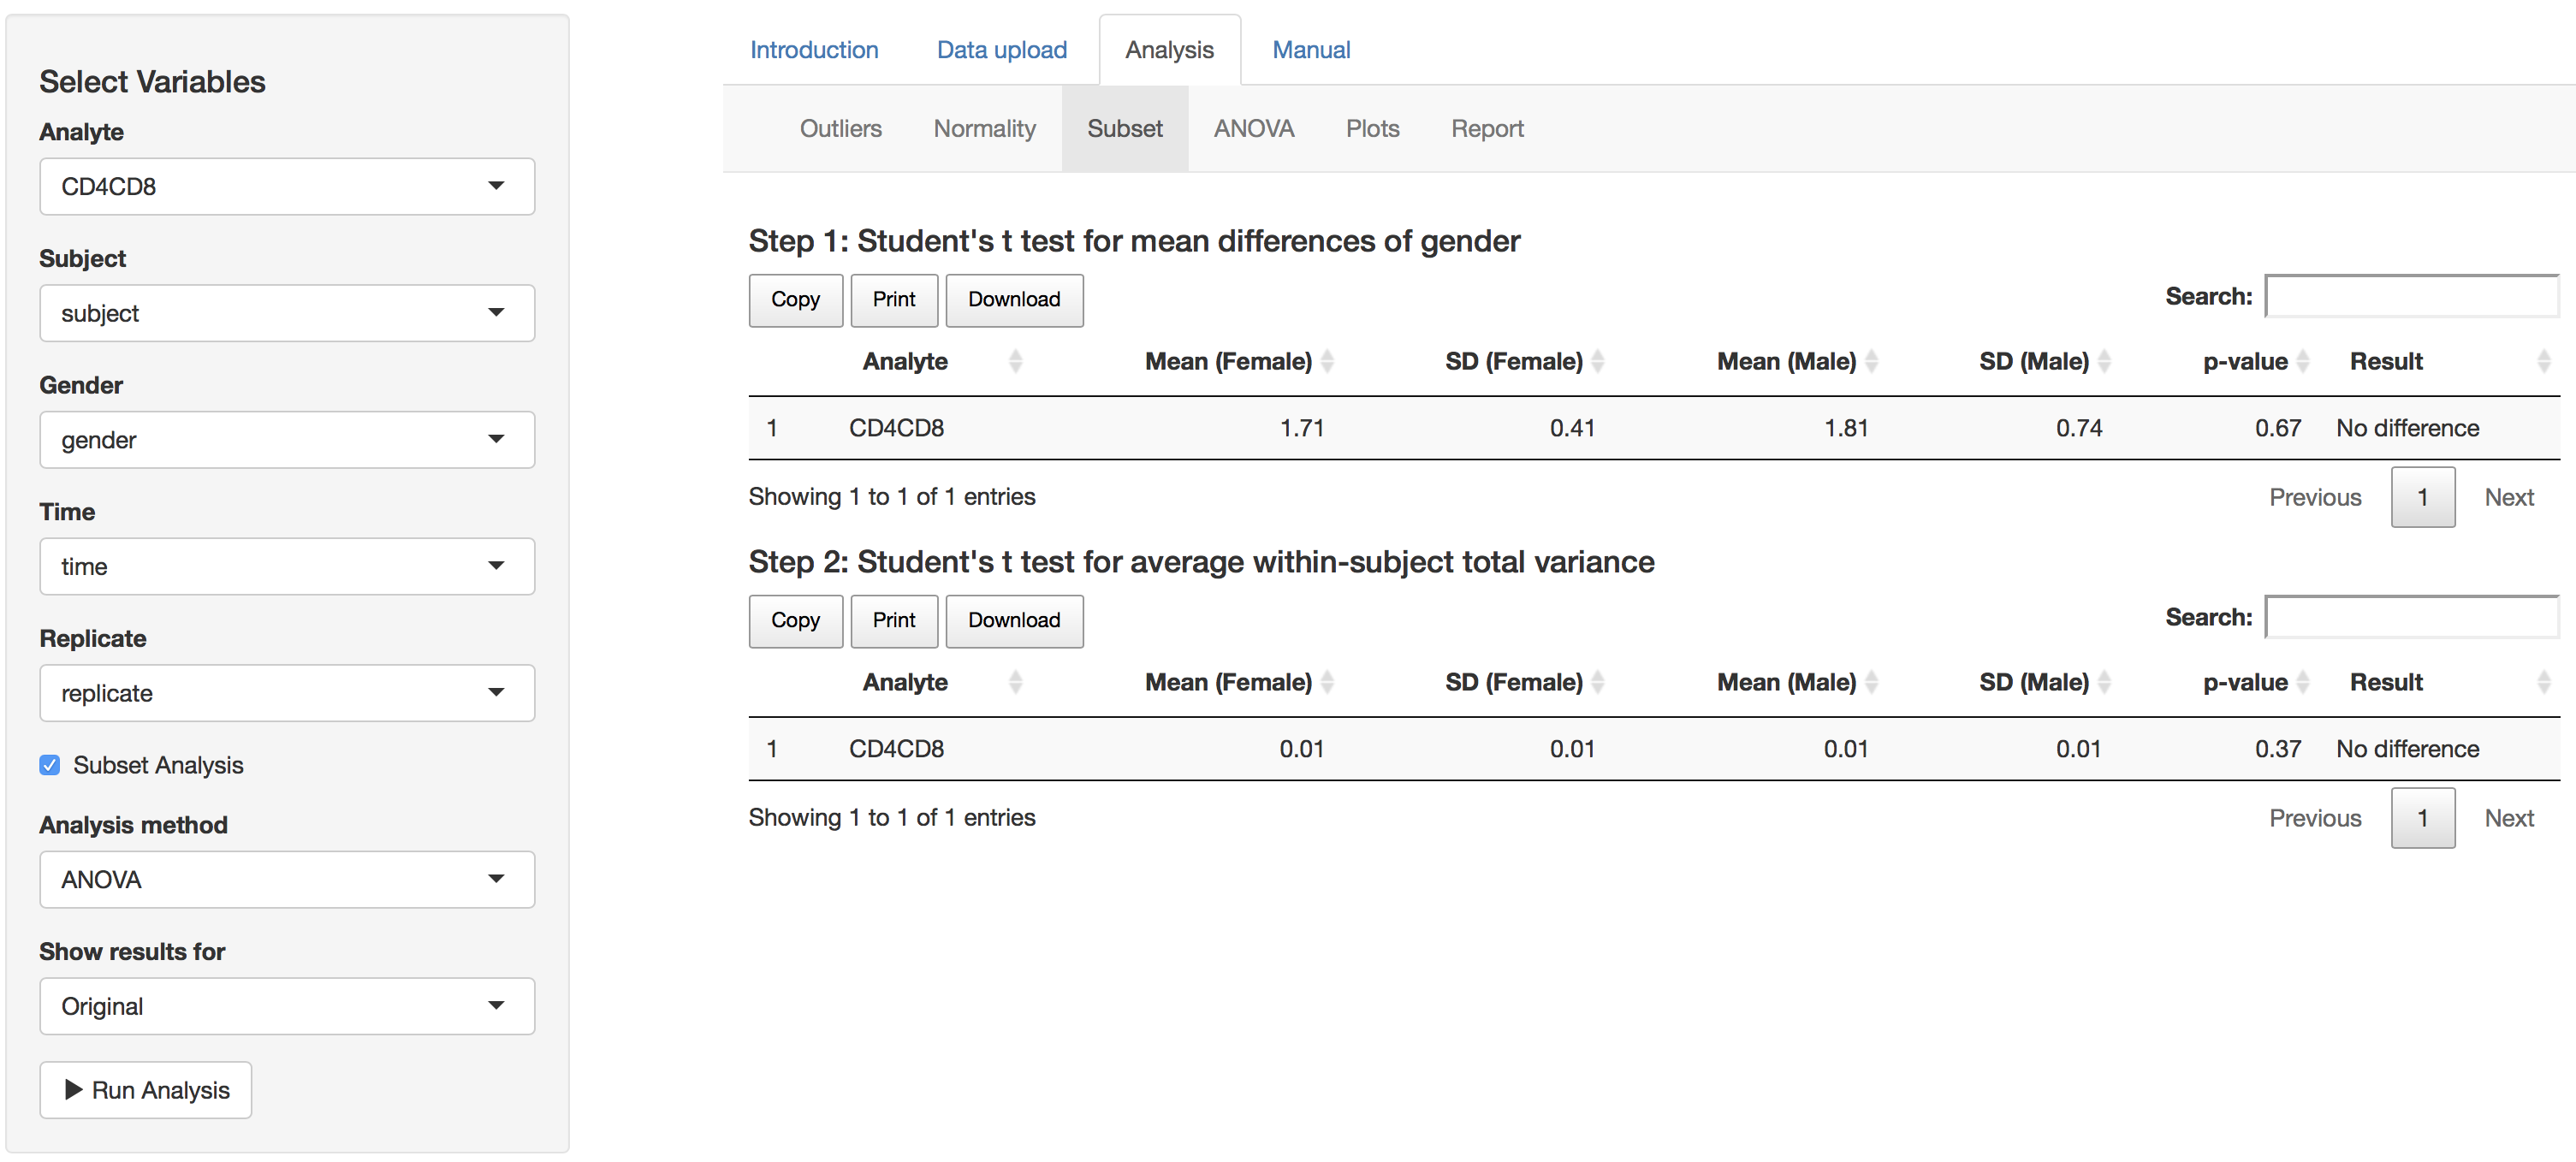 Select Variables
Analyte
CD4CD8
Subject
subject
Gender
gender
Time
time
Replicate
replicate
Subset Analysis
Analysis method
ANOVA
Show results for
Original
Run Analysis
Introduction Data upload Analysis Manual
Outliers Normality Subset ANOVA Plots Report
Step 1: Student's t test for mean differences of gender
Copy Print Download Search:
Analyte Mean (Female) SD (Female) Mean (Male) SD (Male) p-value Result
1 CD4CD8 1.71 0.41 1.81 0.74 0.67 No difference
Showing 1 to 1 of 1 entries Previous 1 Next
Step 2: Student's t test for average within-subject total variance
Copy Print Download Search:
Analyte Mean (Female) SD (Female) Mean (Male) SD (Male) p-value Result
1 CD4CD8 0.01 0.01 0.01 0.01 0.37 No difference
Showing 1 to 1 of 1 entries Previous 1 Next